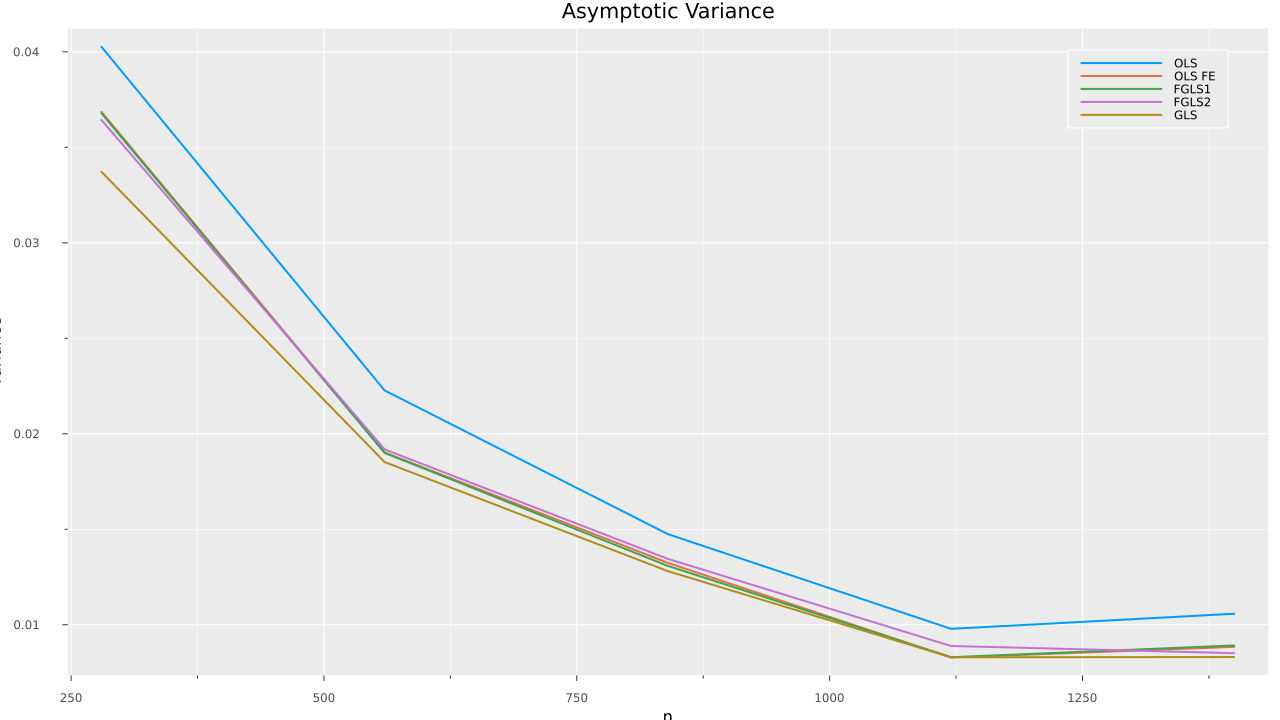 Asymptotic Variance
0.04
0.03
0.02
0.01
250
500
750
1000
1250
n
OLS
OLS FE
FGLS1
FGLS2
GLS